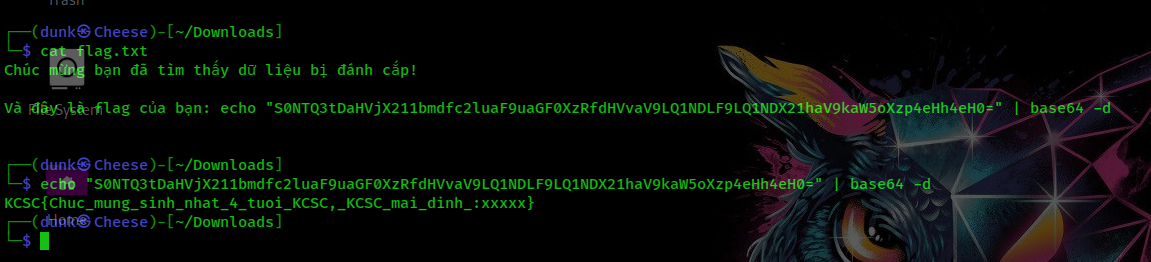 Trash
┌──(dunk㉿Cheese)-[~/Downloads]
└─$ cat flag.txt
Chúc mừng bạn đã tìm thấy dữ liệu bị đánh cắp!
Và đây là flag của bạn: echo "S0NTQ3tDaHVjX211bmdfc2luaF9uaGF0XzRfdHVvaV9LQ1NDLF9LQ1NDX21haV9kaW5oXzp4eHh4eH0=" | base64 -d
File System
┌──(dunk㉿Cheese)-[~/Downloads]
└─$ echo "S0NTQ3tDaHVjX211bmdfc2luaF9uaGF0XzRfdHVvaV9LQ1NDLF9LQ1NDX21haV9kaW5oXzp4eHh4eH0=" | base64 -d
KCSC{Chuc_mung_sinh_nhat_4_tuoi_KCSC,_KCSC_mai_dinh_:xxxxx}
Home
┌──(dunk㉿Cheese)-[~/Downloads]
└─$